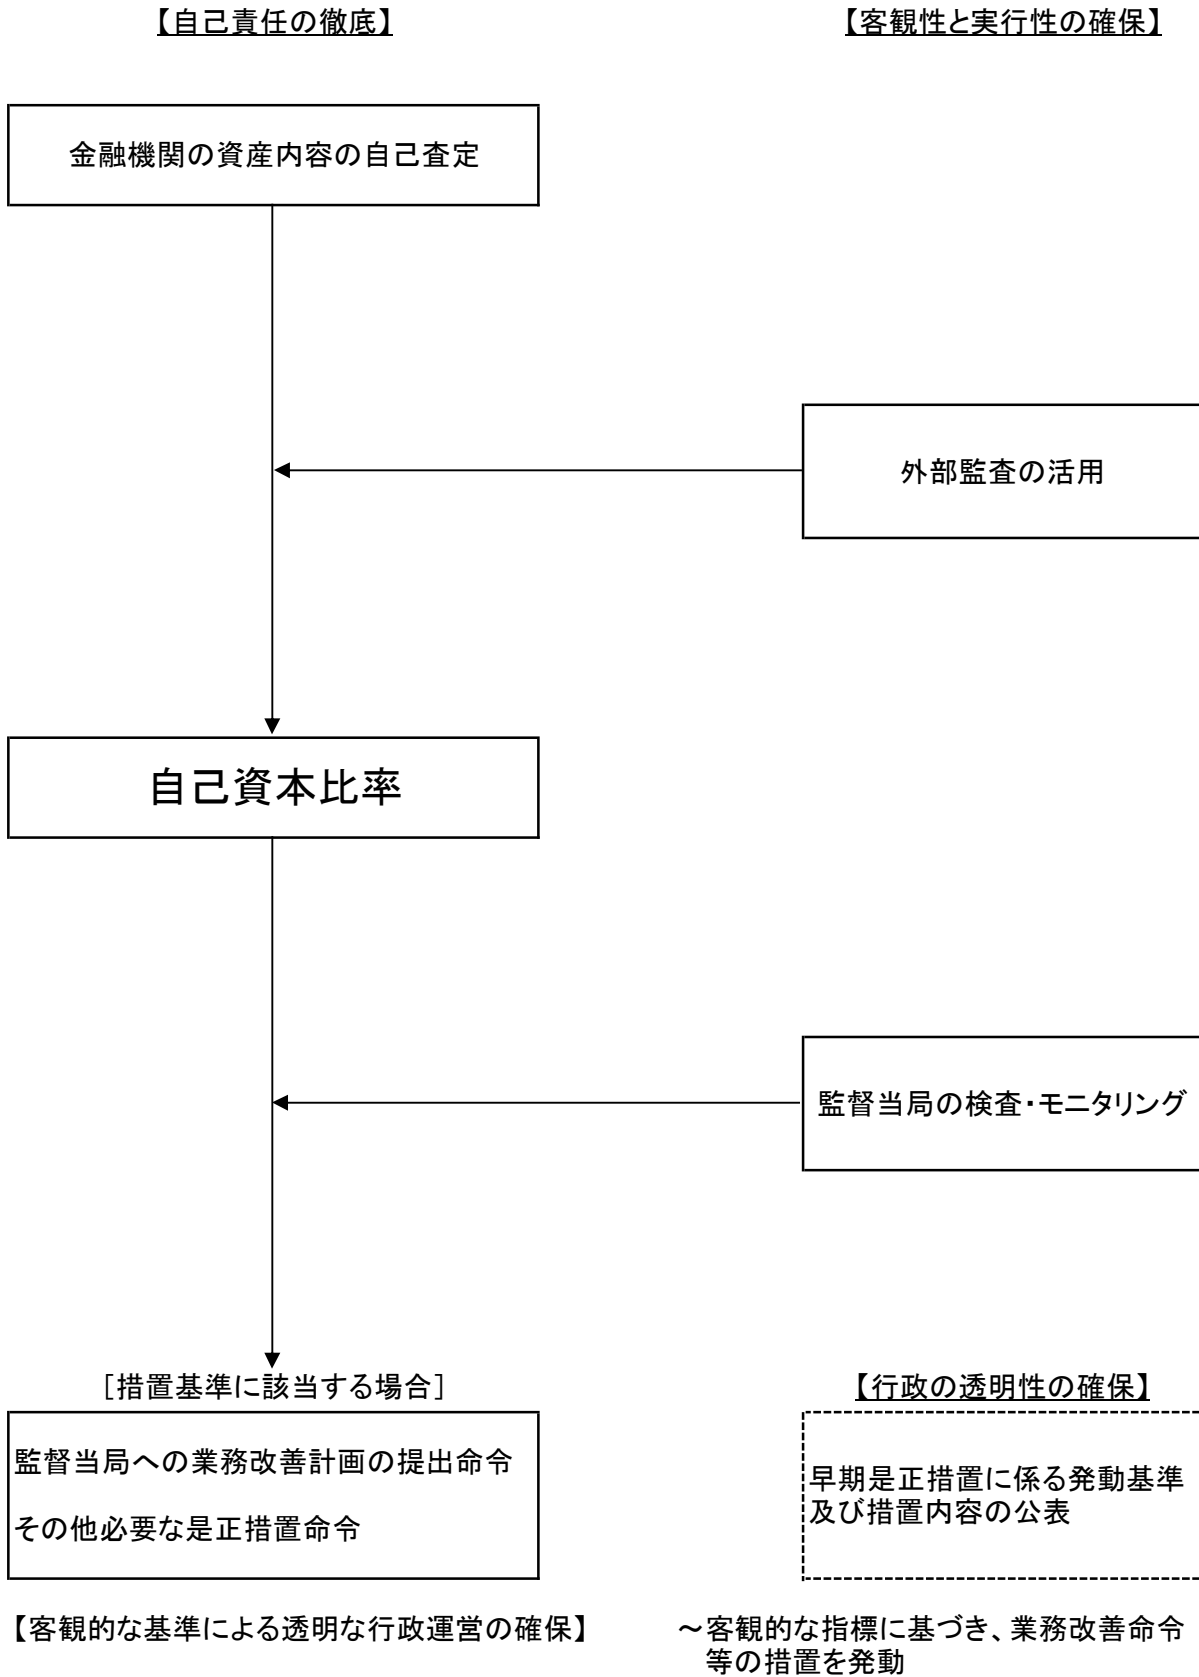 【自己責任の徹底】
【客観性と実行性の確保】
金融機関の資産内容の自己査定
外部監査の活用
自己資本比率
監督当局の検査・モニタリング
［措置基準に該当する場合］
【行政の透明性の確保】
監督当局への業務改善計画の提出命令
その他必要な是正措置命令
早期是正措置に係る発動基準
及び措置内容の公表
【客観的な基準による透明な行政運営の確保】
～客観的な指標に基づき、業務改善命令
等の措置を発動